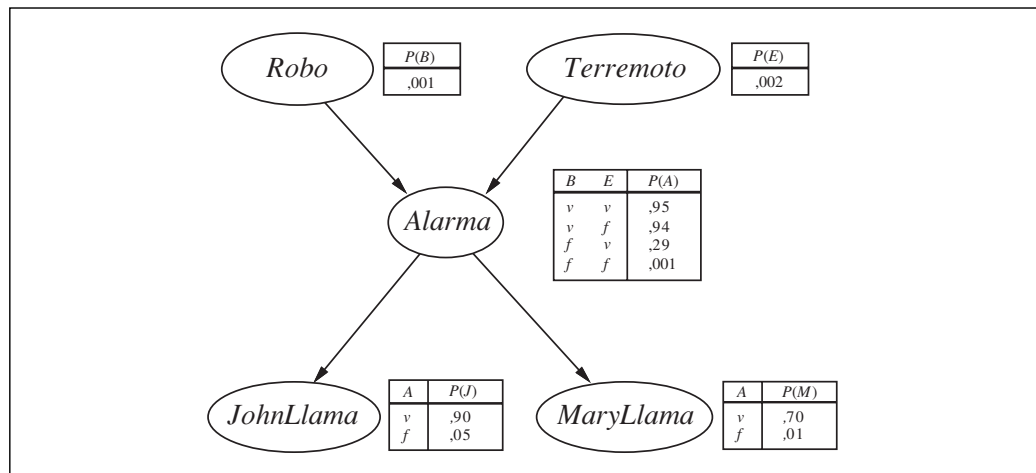 Robo
P(B)
,001
Terremoto
P(E)
,002
Alarma
B E P(A)
v v ,95
v f ,94
f v ,29
f f ,001
JohnLlama
A P(J)
v ,90
f ,05
MaryLlama
A P(M)
v ,70
f ,01